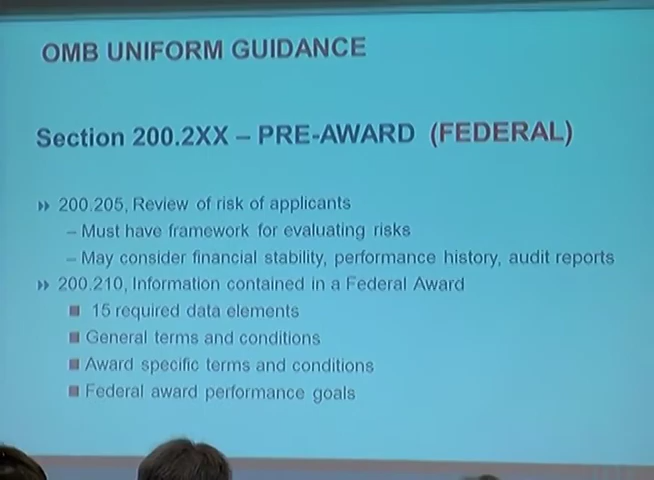 OMB UNIFORM GUIDANCE
Section 200.2XX – PRE-AWARD (FEDERAL)
200.205, Review of risk of applicants
– Must have framework for evaluating risks
– May consider financial stability, performance history, audit reports
200.210, Information contained in a Federal Award
15 required data elements
General terms and conditions
Award specific terms and conditions
Federal award performance goals